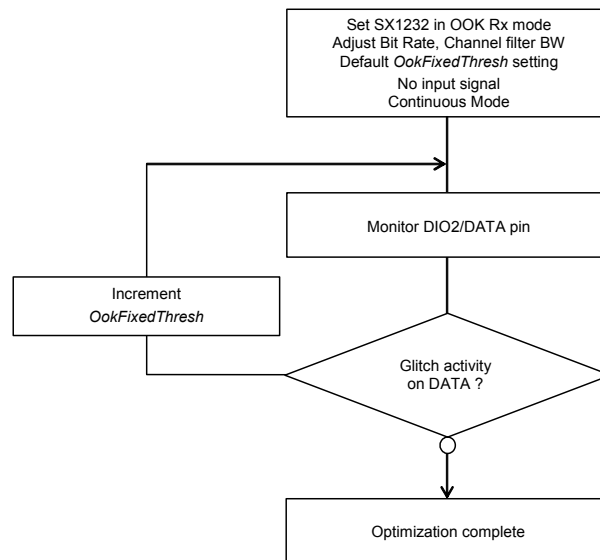 Set SX1232 in OOK Rx mode
Adjust Bit Rate, Channel filter BW
Default OokFixedThresh setting
No input signal
Continuous Mode
Monitor DIO2/DATA pin
Increment
OokFixedThresh
Glitch activity
on DATA ?
Optimization complete